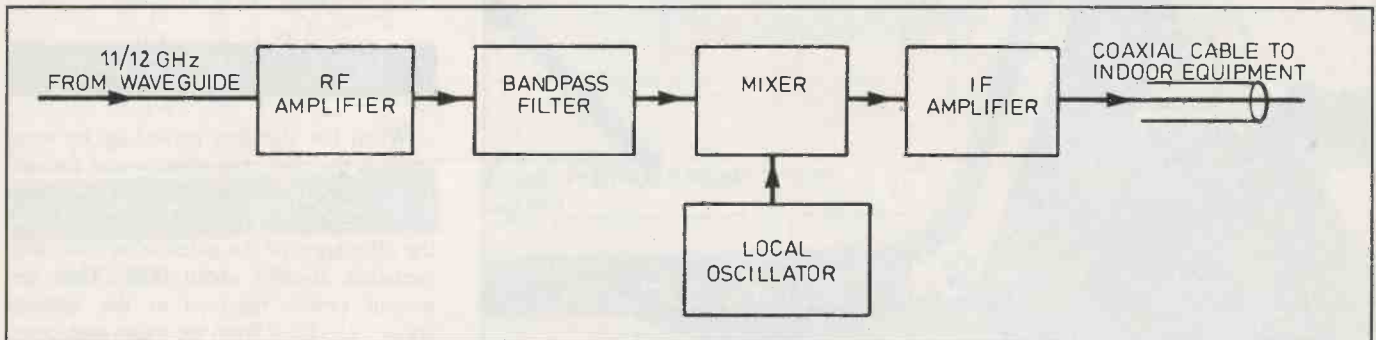 11/12 GHz
FROM WAVEGUIDE
RF
AMPLIFIER
BANDPASS
FILTER
MIXER
IF
AMPLIFIER
COAXIAL CABLE TO
INDOOR EQUIPMENT
LOCAL
OSCILLATOR